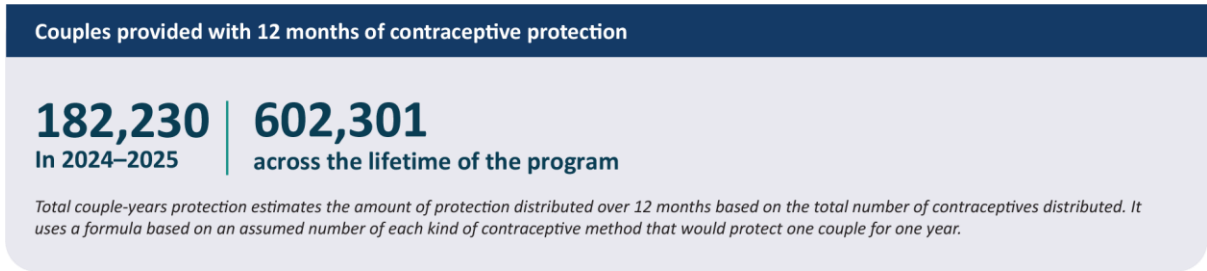 Couples provided with 12 months of contraceptive protection
182,230
In 2024–2025
602,301
across the lifetime of the program
Total couple-years protection estimates the amount of protection distributed over 12 months based on the total number of contraceptives distributed. It
uses a formula based on an assumed number of each kind of contraceptive method that would protect one couple for one year.